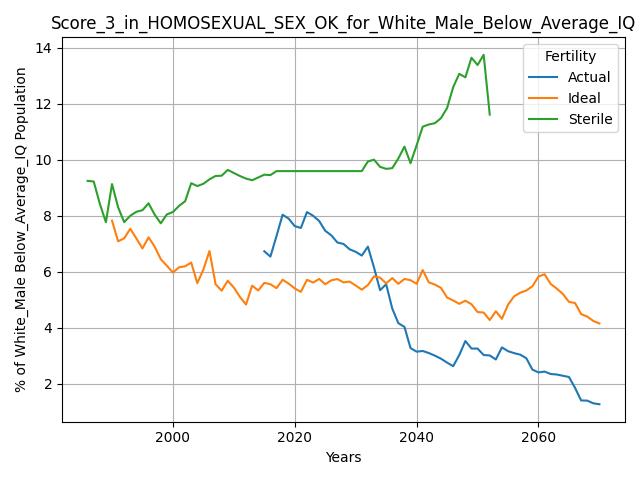 Score_3_in_HOMOSEXUAL_SEX_OK_for_White_Male_Below_Average_IQ
% of White_Male Below_Average_IQ Population
14
12
10
8
6
4
2
Fertility
Actual
Ideal
Sterile
2000 2020 2040 2060
Years